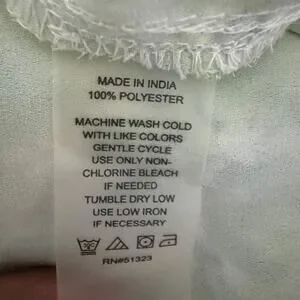 MADE IN INDIA
100% POLYESTER
MACHINE WASH COLD
WITH LIKE COLORS
GENTLE CYCLE
USE ONLY NON-
CHLORINE BLEACH
IF NEEDED
TUMBLE DRY LOW
USE LOW IRON
IF NECESSARY
RN#51323